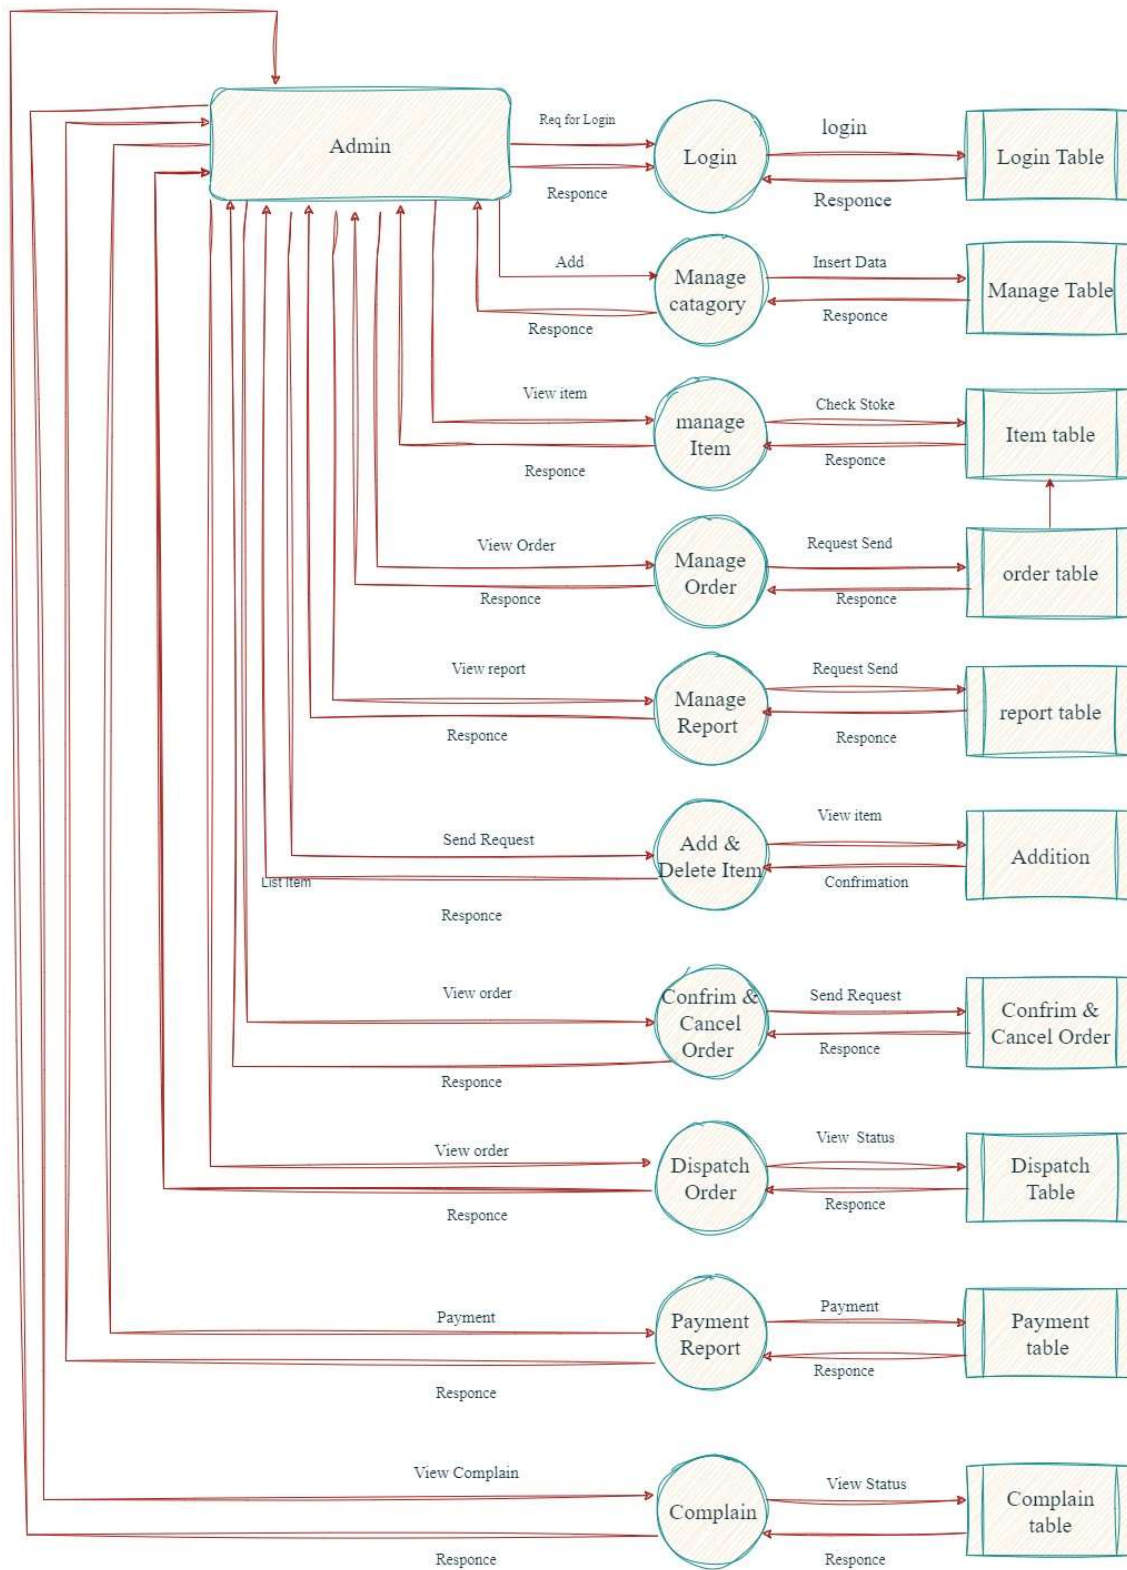 Admin
Req for Login
Responce
Login
login
Responce
Login Table
Add
Responce
Manage
catagory
Insert Data
Responce
Manage Table
View item
Responce
manage
Item
Check Stoke
Responce
Item table
View Order
Responce
Manage
Order
Request Send
Responce
order table
View report
Responce
Manage
Report
Request Send
Responce
report table
Send Request
List Item
Responce
Add &
Delete Item
View item
Confrimation
Addition
View order
Responce
Confrim &
Cancel
Order
Send Request
Responce
Confrim &
Cancel Order
View order
Responce
Dispatch
Order
View Status
Responce
Dispatch
Table
Payment
Responce
Payment
Report
Payment
Responce
Payment
table
View Complain
Responce
Complain
View Status
Responce
Complain
table